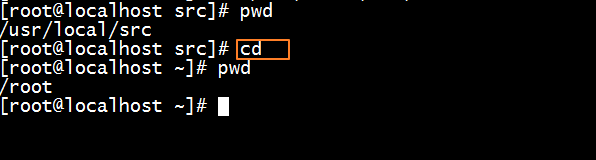 [root@localhost src]# pwd
/usr/local/src
[root@localhost src]# cd
[root@localhost ~]# pwd
/root
[root@localhost ~]#